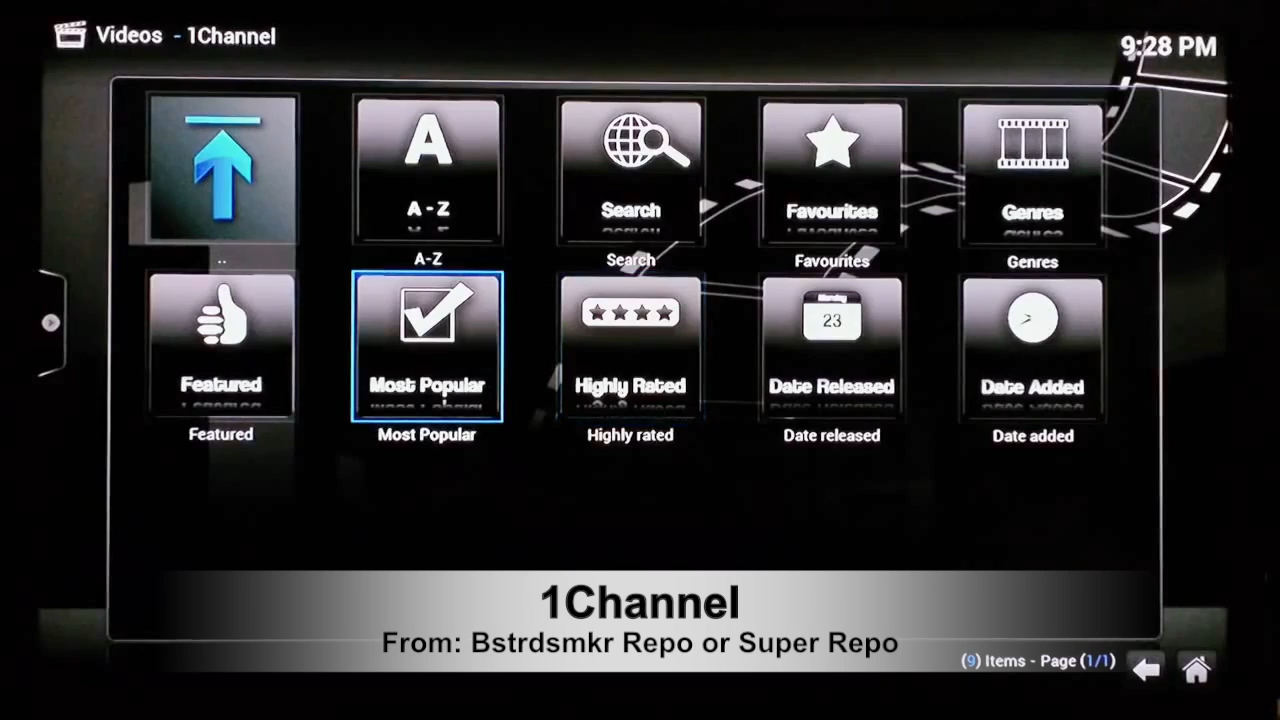 Videos - 1Channel
9:28 PM
A - Z
Search
Favourites
Genres
..
A-Z
Search
Favourites
Genres
Monday
23
Featured
Most Popular
Highly Rated
Date Released
Date Added
Featured
Most Popular
Highly rated
Date released
Date added
1Channel
From: Bstrdsmkr Repo or Super Repo
(9) Items - Page (1/1)